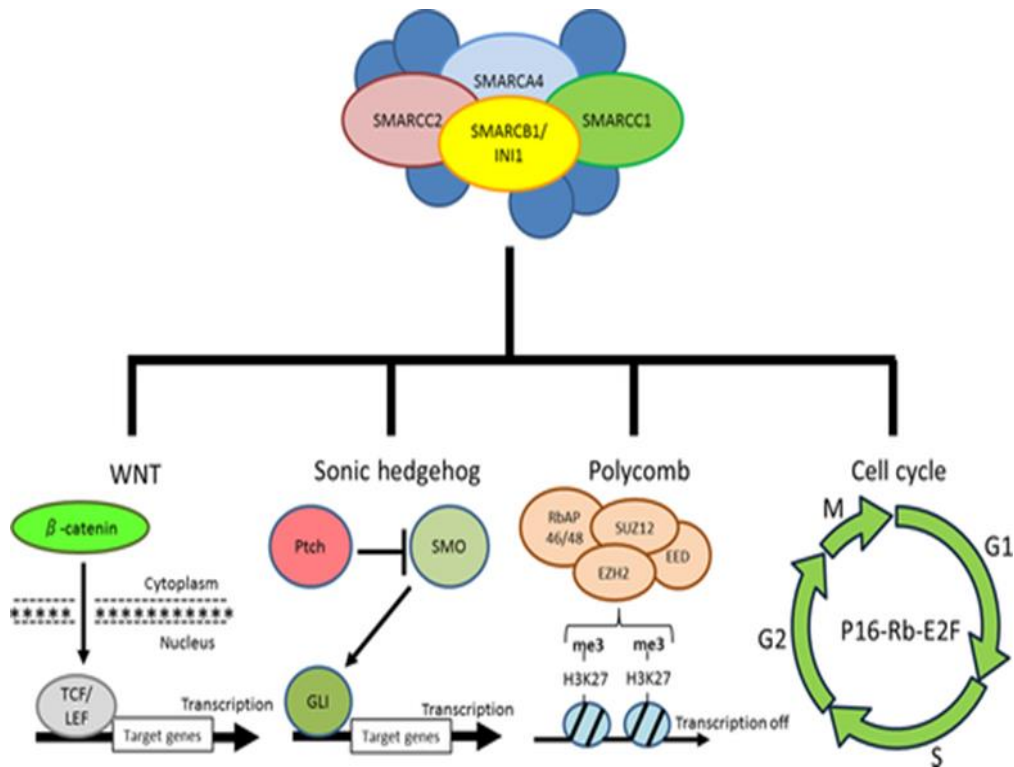 SMARCA4
SMARCC2
SMARCC1
SMARCB1/
INI1
WNT
Sonic hedgehog
Polycomb
Cell cycle
β-catenin
Cytoplasm
Nucleus
TCF/
LEF
Transcription
Target genes
Ptch
SMO
GLI
Transcription
Target genes
RbAP
46/48
SUZ12
EED
EZH2
me3
me3
H3K27
H3K27
Transcription off
M
G1
G2
P16-Rb-E2F
S